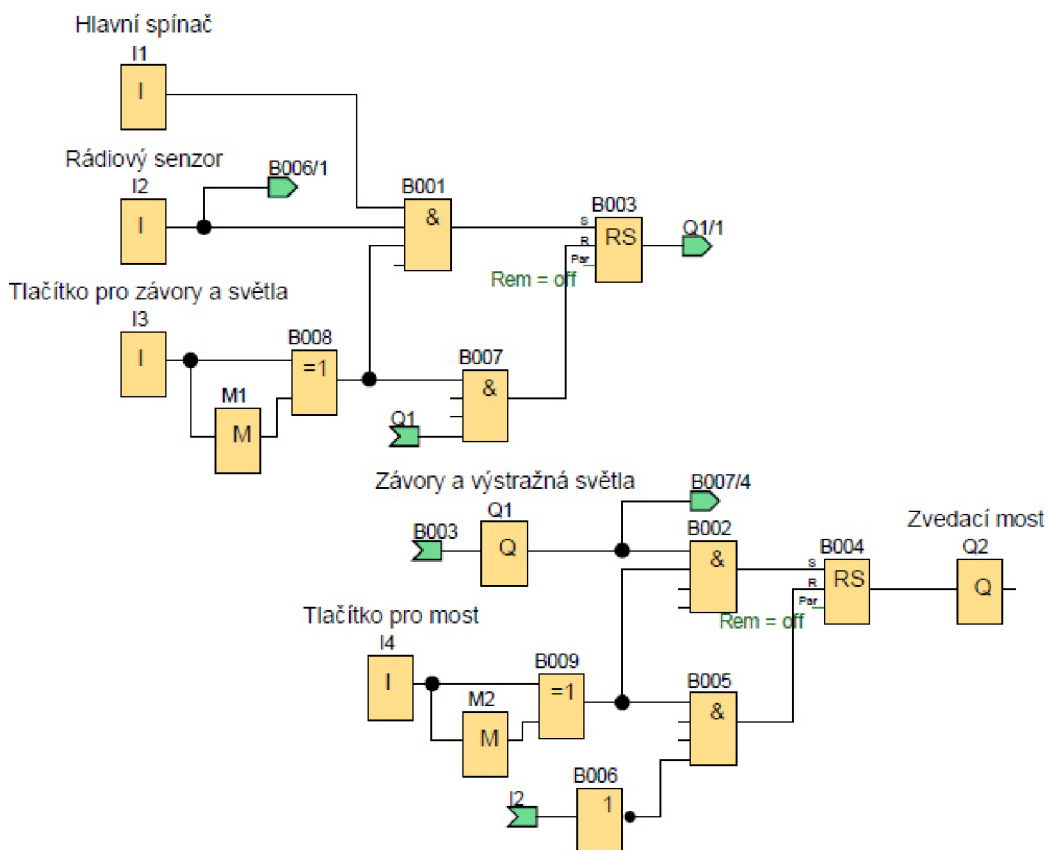 Hlavní spínač
I1
I
Rádiový senzor
I2
I
B006/1
B001
&
B003
S
R
Par
RS
Rem = off
Q1/1
Tlačítko pro závory a světla
I3
I
B008
=1
M1
M
B007
&
Q1
Závory a výstražná světla
B003
Q1
Q
B007/4
B002
&
B004
S
R
Par
RS
Rem = off
Zvedací most
Q2
Q
Tlačítko pro most
I4
I
B009
=1
M2
M
B005
&
B006
1
I2